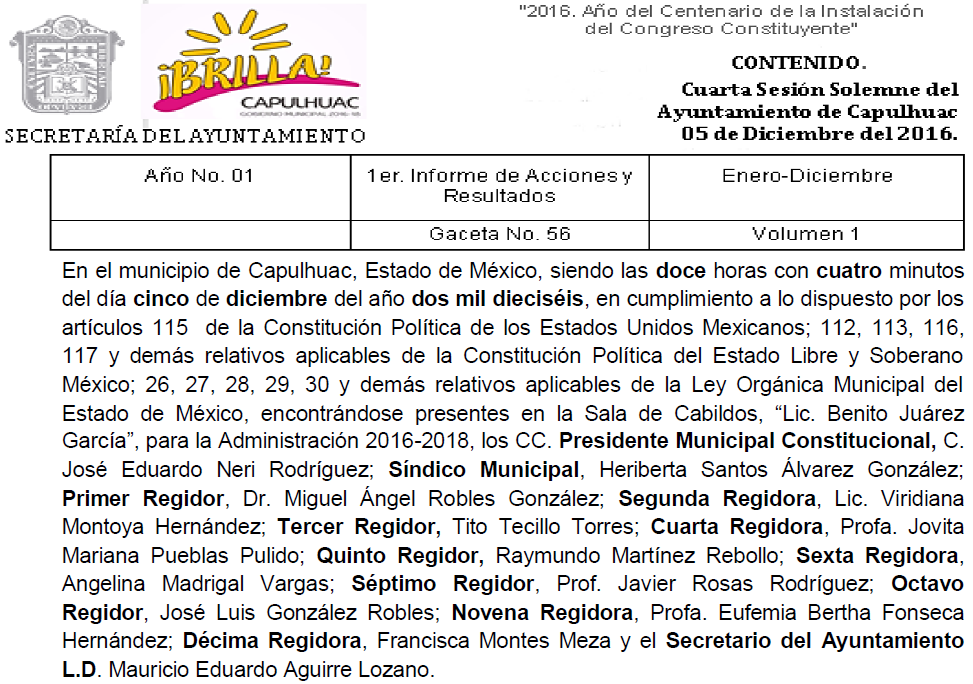 "2016. Año del Centenario de la Instalación
del Congreso Constituyente"
¡BRILLA!
CAPULHUAC
GOBIERNO MUNICIPAL 2016-18
CONTENIDO.
Cuarta Sesión Solemne del
Ayuntamiento de Capulhuac
05 de Diciembre del 2016.
SECRETARÍA DEL AYUNTAMIENTO
Año No. 01
1er. Informe de Acciones y
Resultados
Enero-Diciembre
Gaceta No. 56
Volumen 1
En el municipio de Capulhuac, Estado de México, siendo las doce horas con cuatro minutos
del día cinco de diciembre del año dos mil dieciséis, en cumplimiento a lo dispuesto por los
artículos 115 de la Constitución Política de los Estados Unidos Mexicanos; 112, 113, 116,
117 y demás relativos aplicables de la Constitución Política del Estado Libre y Soberano
México; 26, 27, 28, 29, 30 y demás relativos aplicables de la Ley Orgánica Municipal del
Estado de México, encontrándose presentes en la Sala de Cabildos, “Lic. Benito Juárez
García”, para la Administración 2016-2018, los CC. Presidente Municipal Constitucional, C.
José Eduardo Neri Rodríguez; Síndico Municipal, Heriberta Santos Álvarez González;
Primer Regidor, Dr. Miguel Ángel Robles González; Segunda Regidora, Lic. Viridiana
Montoya Hernández; Tercer Regidor, Tito Tecillo Torres; Cuarta Regidora, Profa. Jovita
Mariana Pueblas Pulido; Quinto Regidor, Raymundo Martínez Rebollo; Sexta Regidora,
Angelina Madrigal Vargas; Séptimo Regidor, Prof. Javier Rosas Rodríguez; Octavo
Regidor, José Luis González Robles; Novena Regidora, Profa. Eufemia Bertha Fonseca
Hernández; Décima Regidora, Francisca Montes Meza y el Secretario del Ayuntamiento
L.D. Mauricio Eduardo Aguirre Lozano.